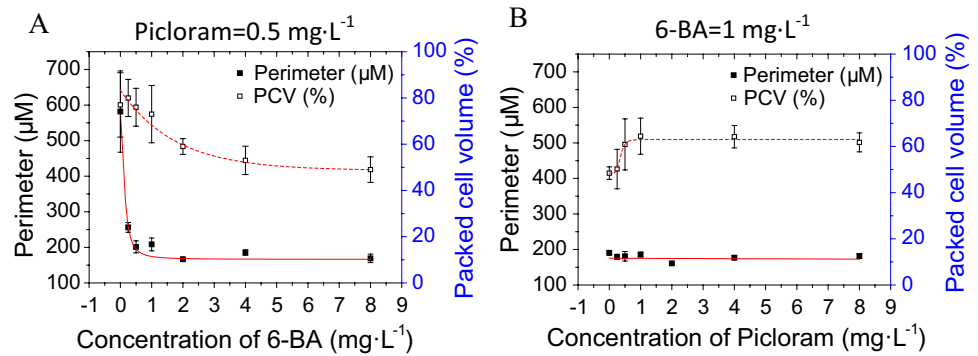 A
Picloram=0.5 mg·L-1
Perimeter (µM)
700
600
500
400
300
200
100
Perimeter (µM)
PCV (%)
100
80
60
40
20
0
Packed cell volume (%)
-1 0 1 2 3 4 5 6 7 8 9
Concentration of 6-BA (mg·L-1)
B
6-BA=1 mg·L-1
Perimeter (µM)
700
600
500
400
300
200
100
Perimeter (µM)
PCV (%)
100
80
60
40
20
0
Packed cell volume (%)
-1 0 1 2 3 4 5 6 7 8 9
Concentration of Picloram (mg·L-1)